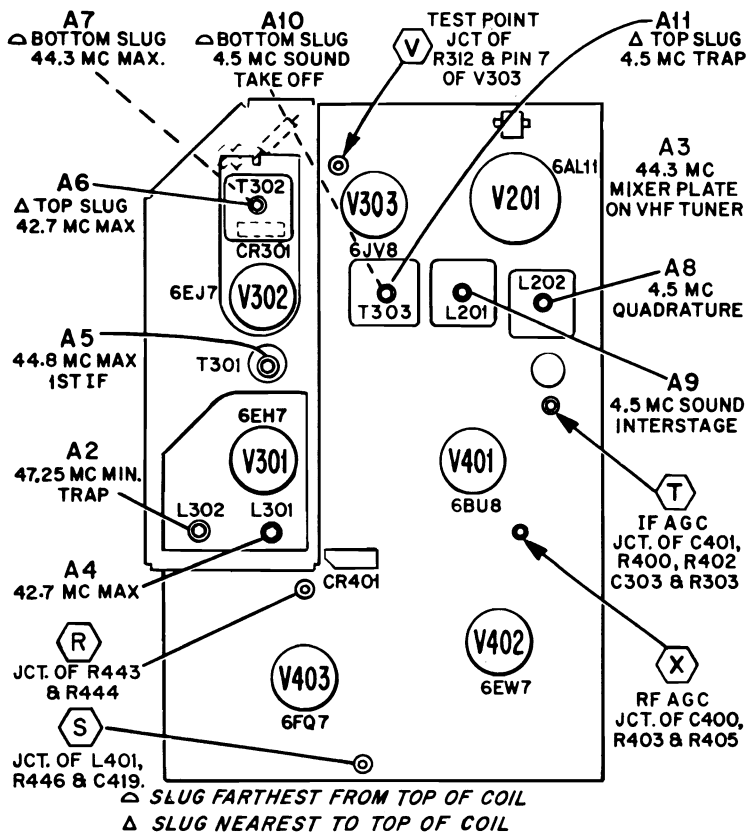 A7
⌓ BOTTOM SLUG
44.3 MC MAX.
A10
⌓ BOTTOM SLUG
4.5 MC SOUND
TAKE OFF
V
TEST POINT
JCT OF
R312 & PIN 7
OF V303
A11
Δ TOP SLUG
4.5 MC TRAP
A6
Δ TOP SLUG
42.7 MC MAX
T302
CR301
V303
6JV8
V201
6AL11
A3
44.3 MC
MIXER PLATE
ON VHF TUNER
6EJ7
V302
T303
L201
L202
A8
4.5 MC
QUADRATURE
A5
44.8 MC MAX
1ST IF
T301
A9
4.5 MC SOUND
INTERSTAGE
6EH7
V301
A2
47.25 MC MIN.
TRAP
L302
L301
V401
6BU8
T
IF AGC
JCT. OF C401,
R400, R402
C303 & R303
A4
42.7 MC MAX
CR401
R
JCT. OF R443
& R444
V403
6FQ7
V402
6EW7
X
RF AGC
JCT. OF C400,
R403 & R405
S
JCT. OF L401,
R446 & C419.
⌓ SLUG FARTHEST FROM TOP OF COIL
Δ SLUG NEAREST TO TOP OF COIL